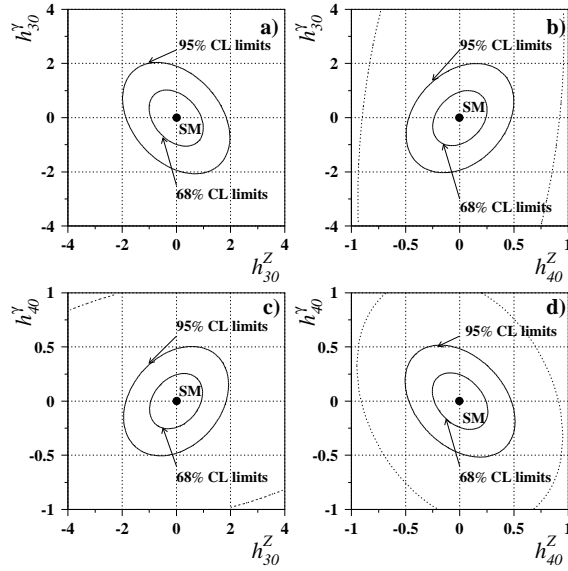 a)
h^γ_30
95% CL limits
SM
68% CL limits
4
2
0
-2
-4
-4
-2
0
2
4
h^Z_30
b)
h^γ_30
95% CL limits
SM
68% CL limits
4
2
0
-2
-4
-1
-0.5
0
0.5
1
h^Z_40
c)
h^γ_40
95% CL limits
SM
68% CL limits
1
0.5
0
-0.5
-1
-4
-2
0
2
4
h^Z_30
d)
h^γ_40
95% CL limits
SM
68% CL limits
1
0.5
0
-0.5
-1
-1
-0.5
0
0.5
1
h^Z_40